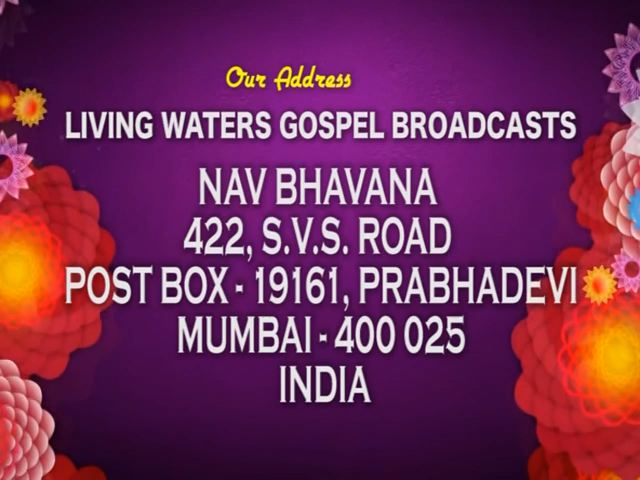 Our Address
LIVING WATERS GOSPEL BROADCASTS
NAV BHAVANA
422, S.V.S. ROAD
POST BOX - 19161, PRABHADEVI
MUMBAI - 400 025
INDIA